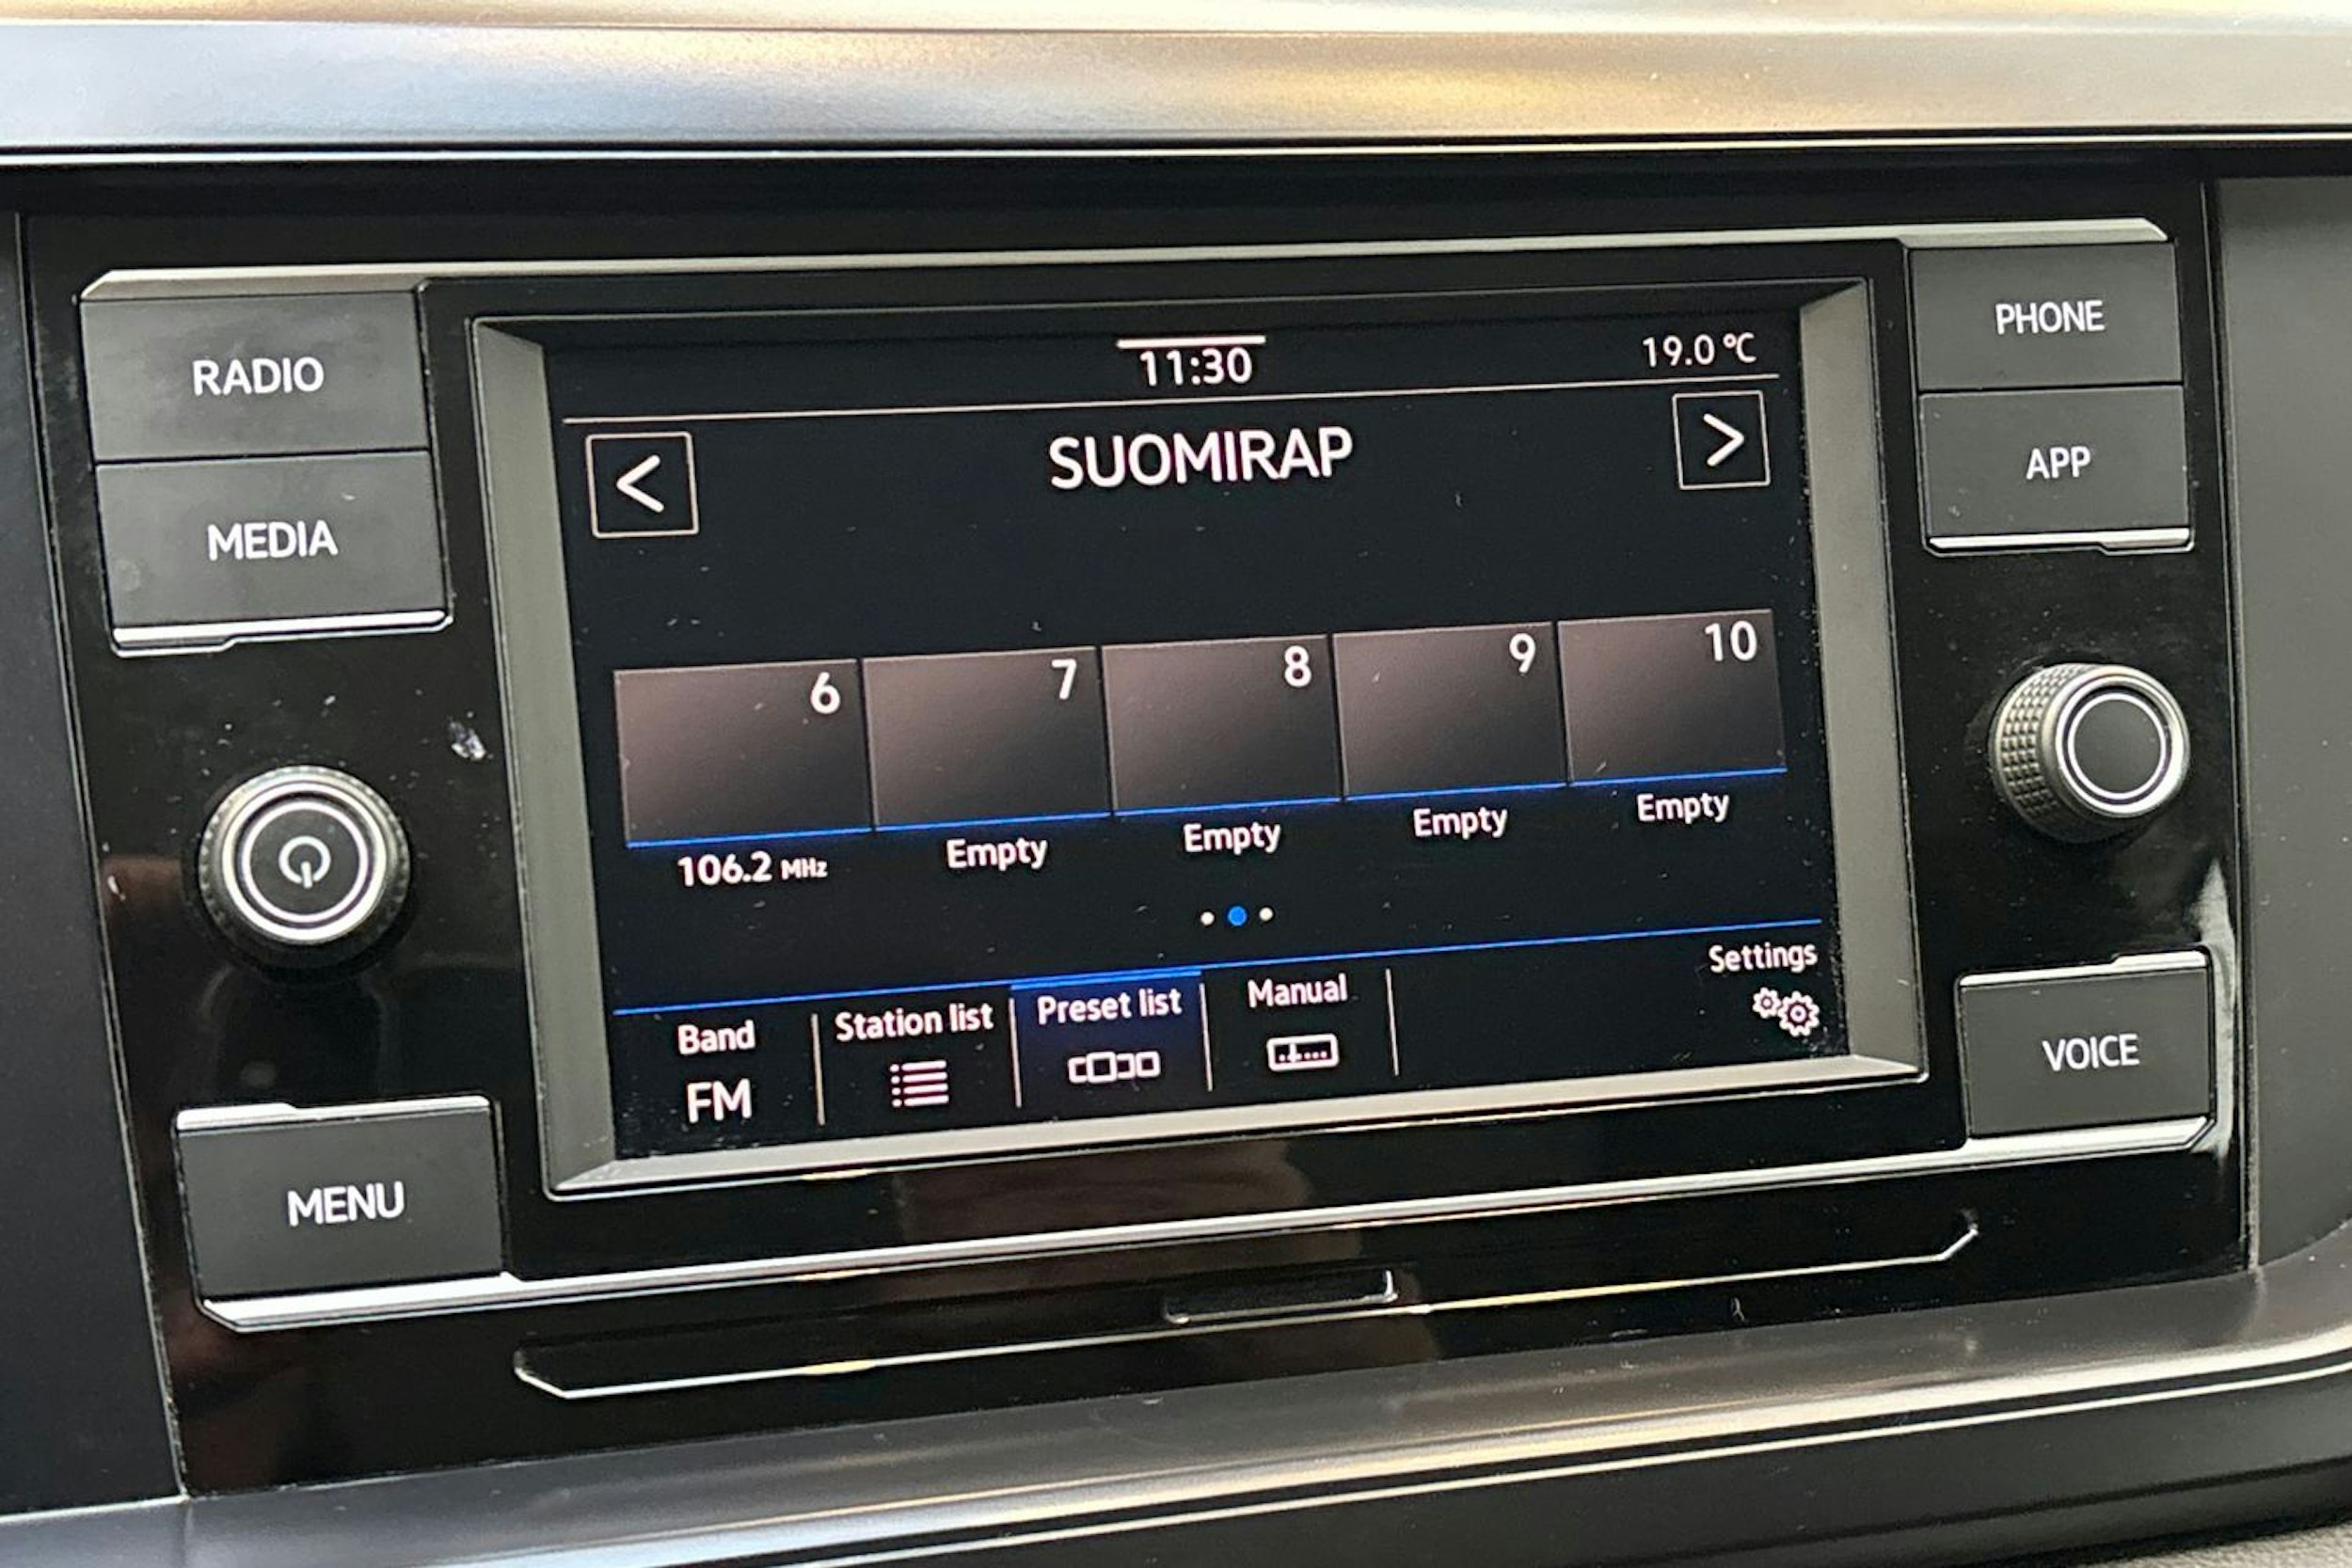 RADIO
MEDIA
MENU
11:30
19.0 °C
<
SUOMIRAP
>
6
7
8
9
10
106.2 MHz
Empty
Empty
Empty
Empty
Band
FM
Station list
Preset list
Manual
Settings
PHONE
APP
VOICE